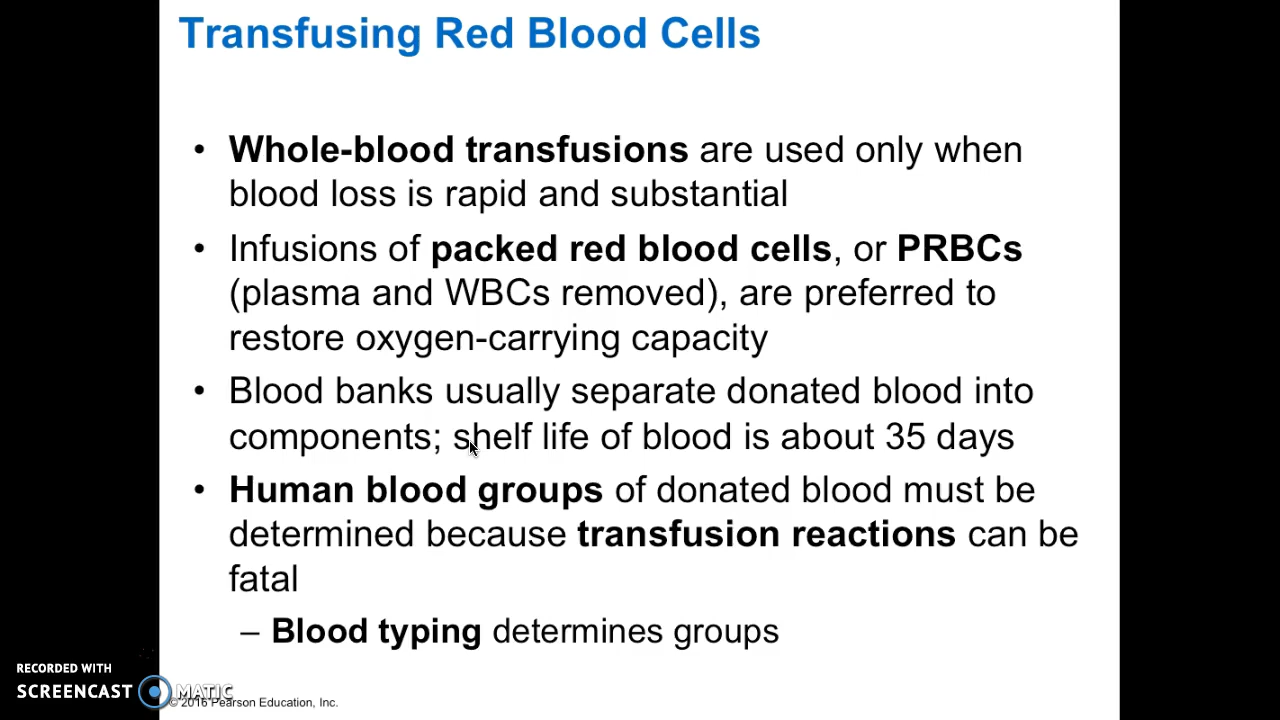 Transfusing Red Blood Cells
• Whole-blood transfusions are used only when
blood loss is rapid and substantial
• Infusions of packed red blood cells, or PRBCs
(plasma and WBCs removed), are preferred to
restore oxygen-carrying capacity
• Blood banks usually separate donated blood into
components; shelf life of blood is about 35 days
• Human blood groups of donated blood must be
determined because transfusion reactions can be
fatal
– Blood typing determines groups
RECORDED WITH
SCREENCAST MATIC
© 2016 Pearson Education, Inc.